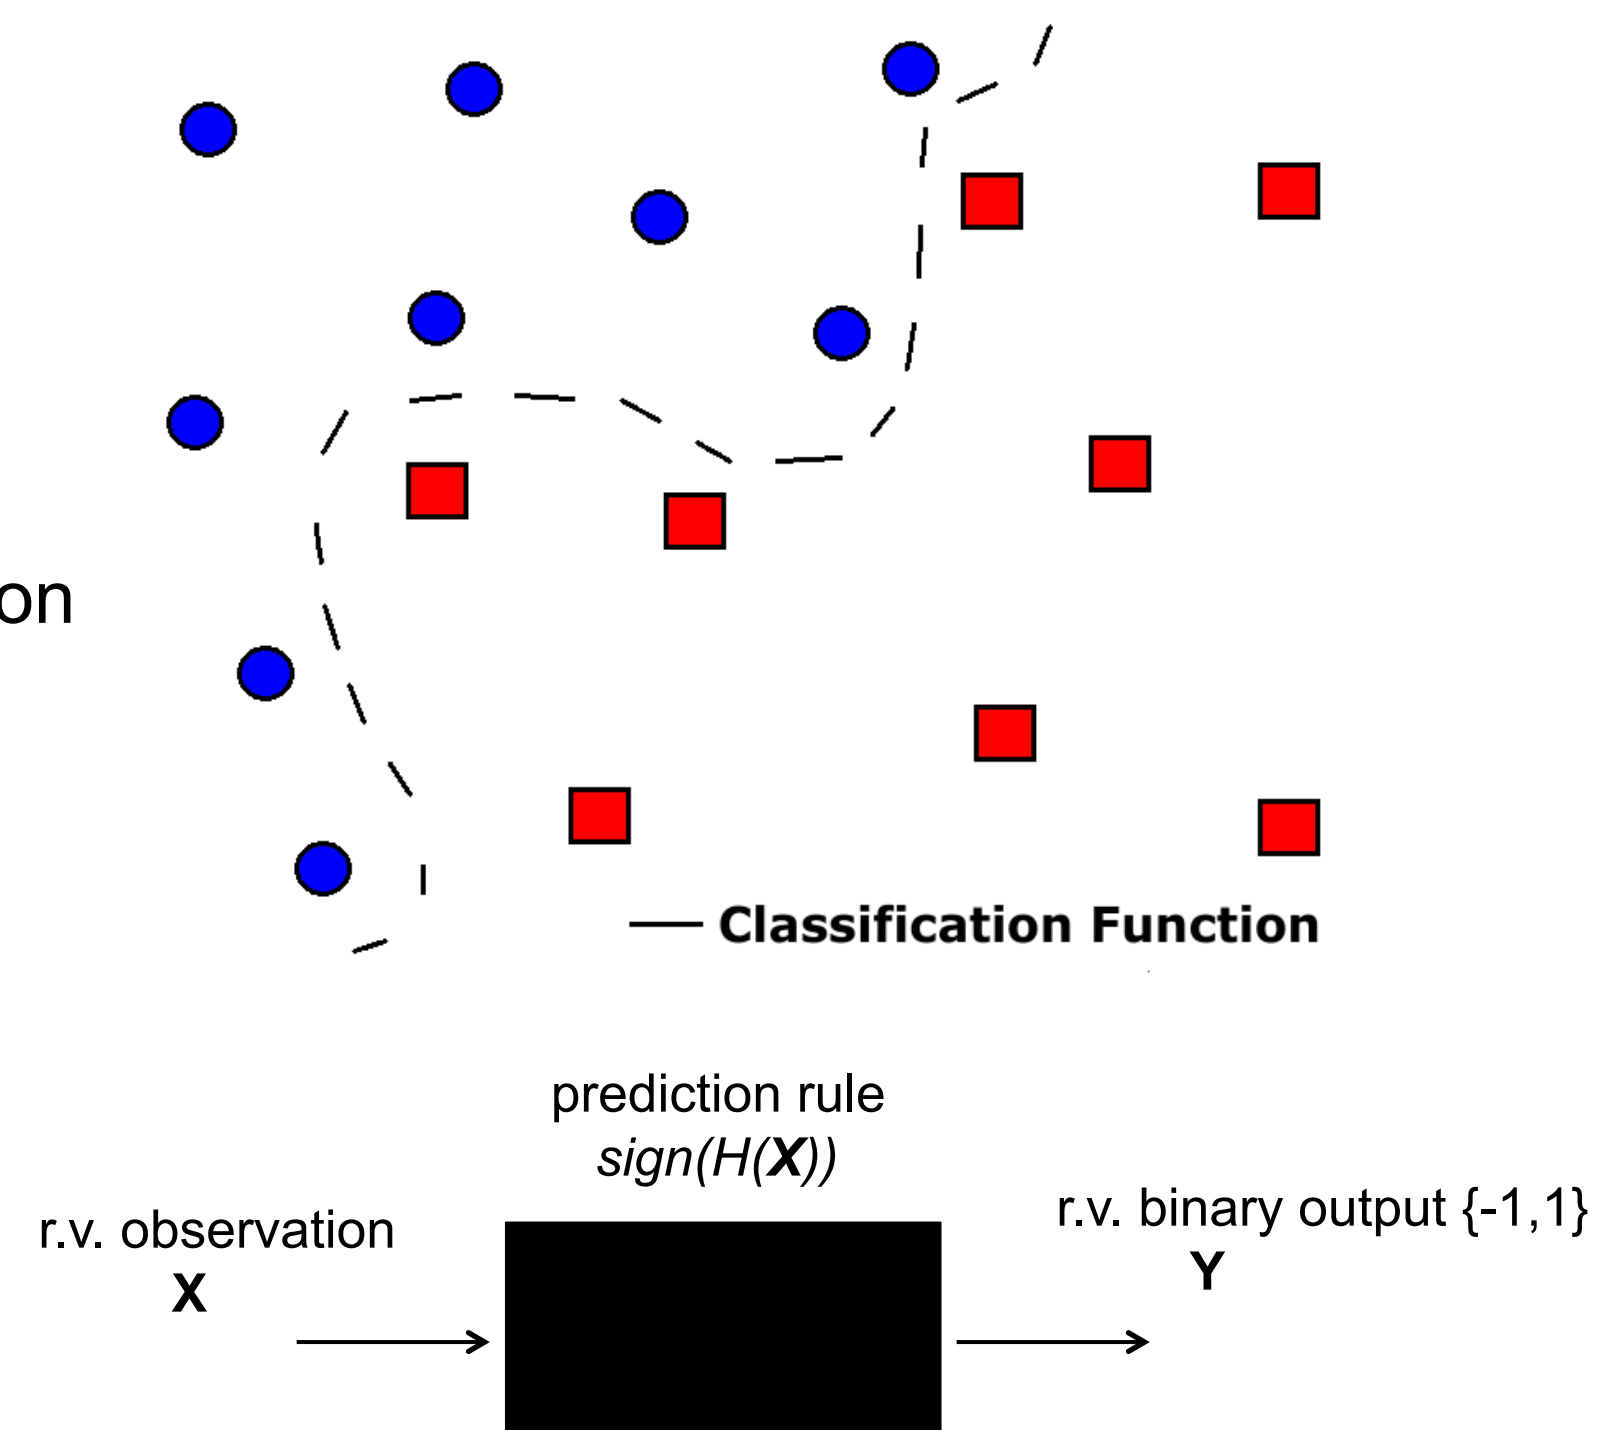 on
Classification Function
prediction rule
sign(H(X))
r.v. observation
X
r.v. binary output {-1,1}
Y